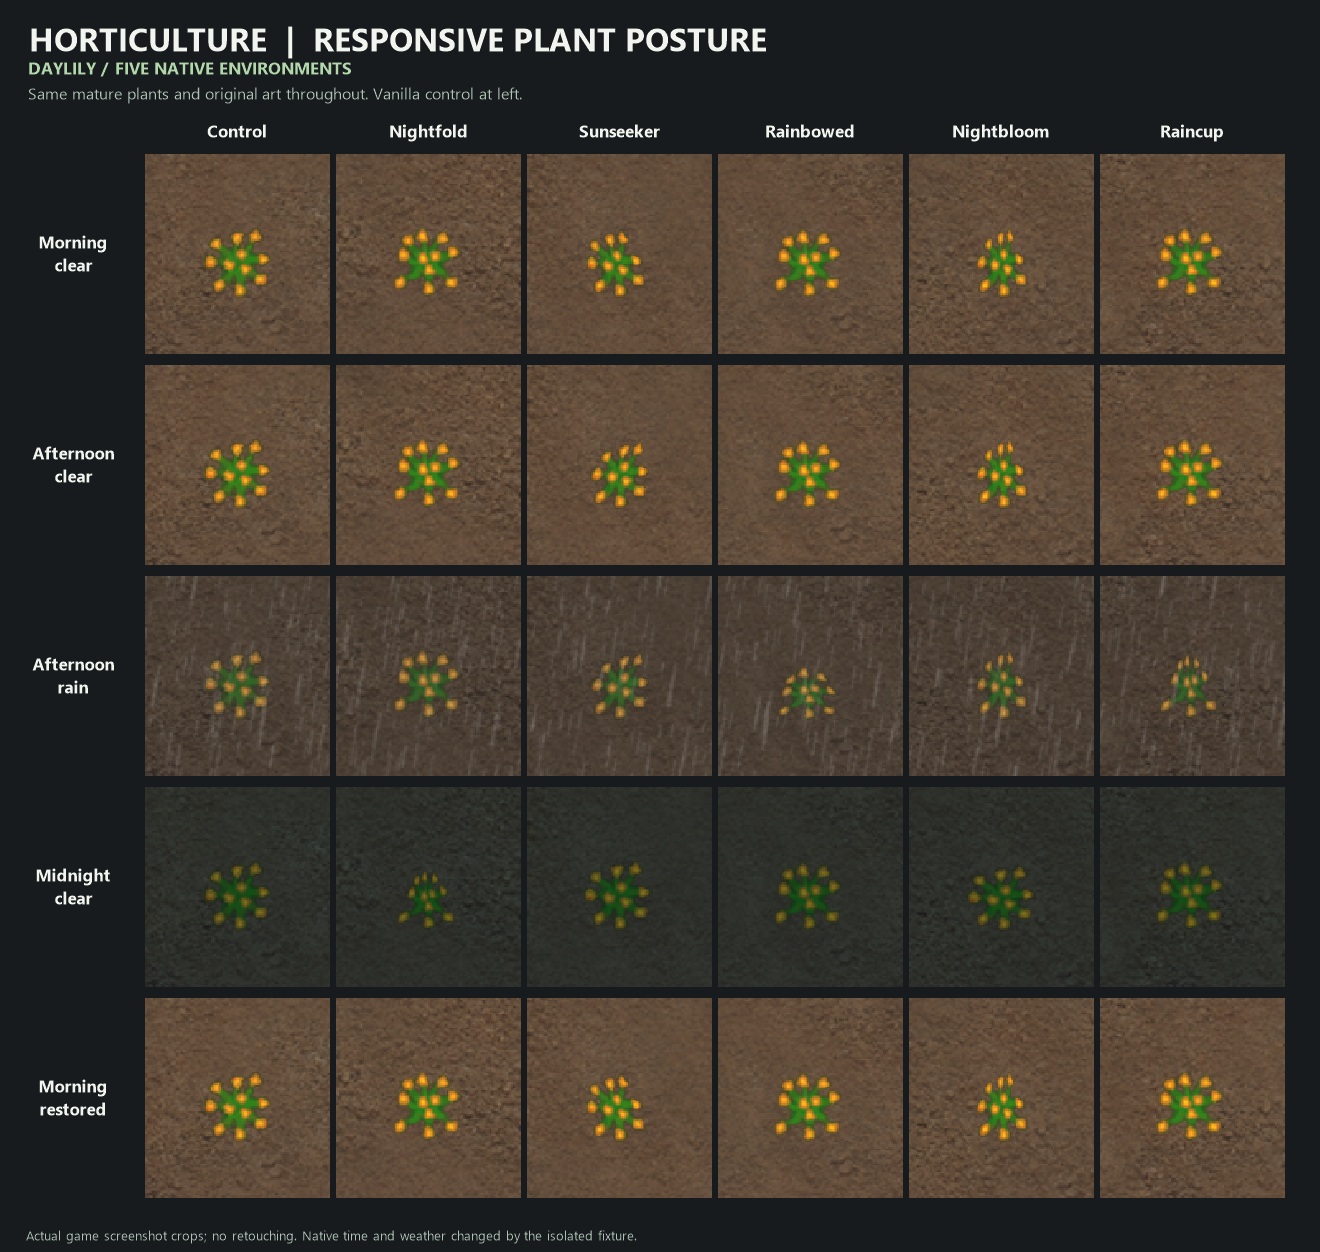 HORTICULTURE | RESPONSIVE PLANT POSTURE
DAYLILY / FIVE NATIVE ENVIRONMENTS
Same mature plants and original art throughout. Vanilla control at left.
Control Nightfold Sunseeker Rainbowed Nightbloom Raincup
Morning
clear
Afternoon
clear
Afternoon
rain
Midnight
clear
Morning
restored
Actual game screenshot crops; no retouching. Native time and weather changed by the isolated fixture.